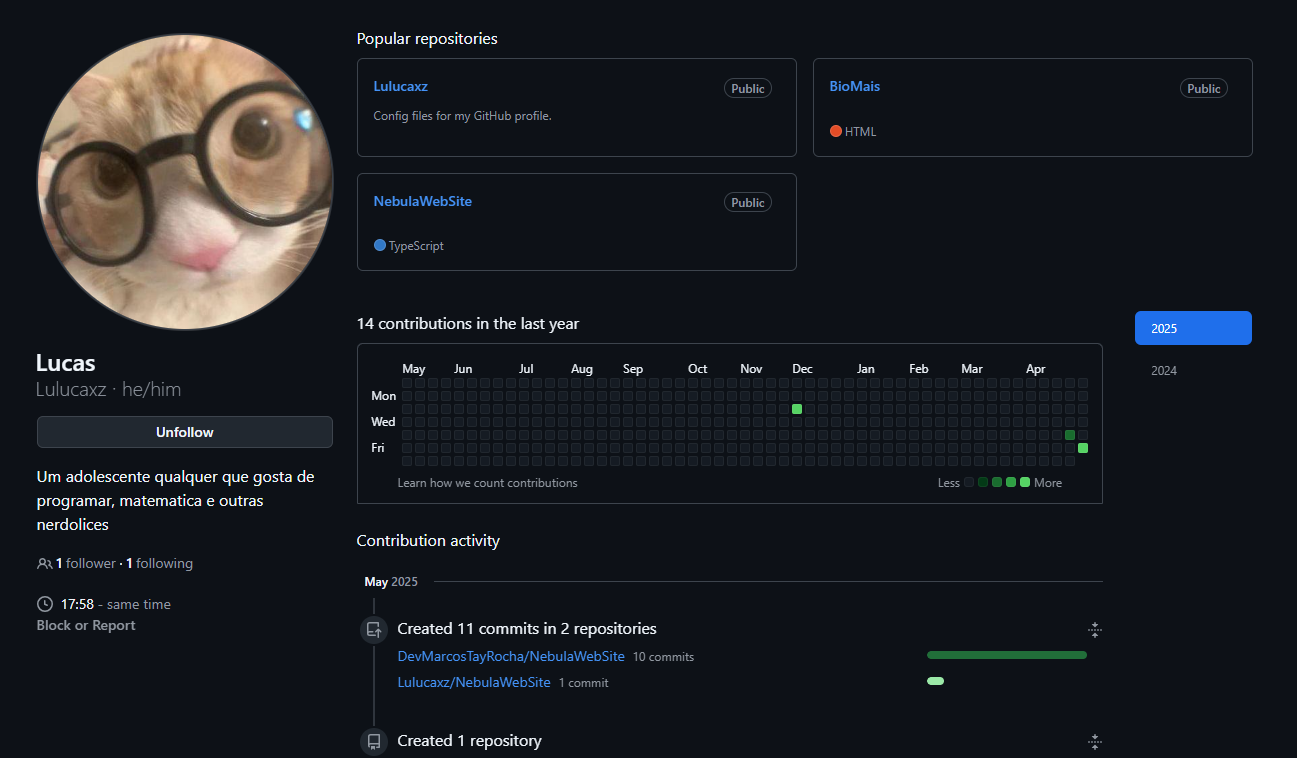 Popular repositories
Lulucaxz Public
Config files for my GitHub profile.
BioMais Public
HTML
NebulaWebSite Public
TypeScript
Lucas
Lulucaxz · he/him
Unfollow
Um adolescente qualquer que gosta de
programar, matematica e outras
nerdolices
1 follower · 1 following
17:58 - same time
Block or Report
14 contributions in the last year
2025
2024
May Jun Jul Aug Sep Oct Nov Dec Jan Feb Mar Apr
Mon
Wed
Fri
Learn how we count contributions
Less More
Contribution activity
May 2025
Created 11 commits in 2 repositories
DevMarcosTayRocha/NebulaWebSite 10 commits
Lulucaxz/NebulaWebSite 1 commit
Created 1 repository